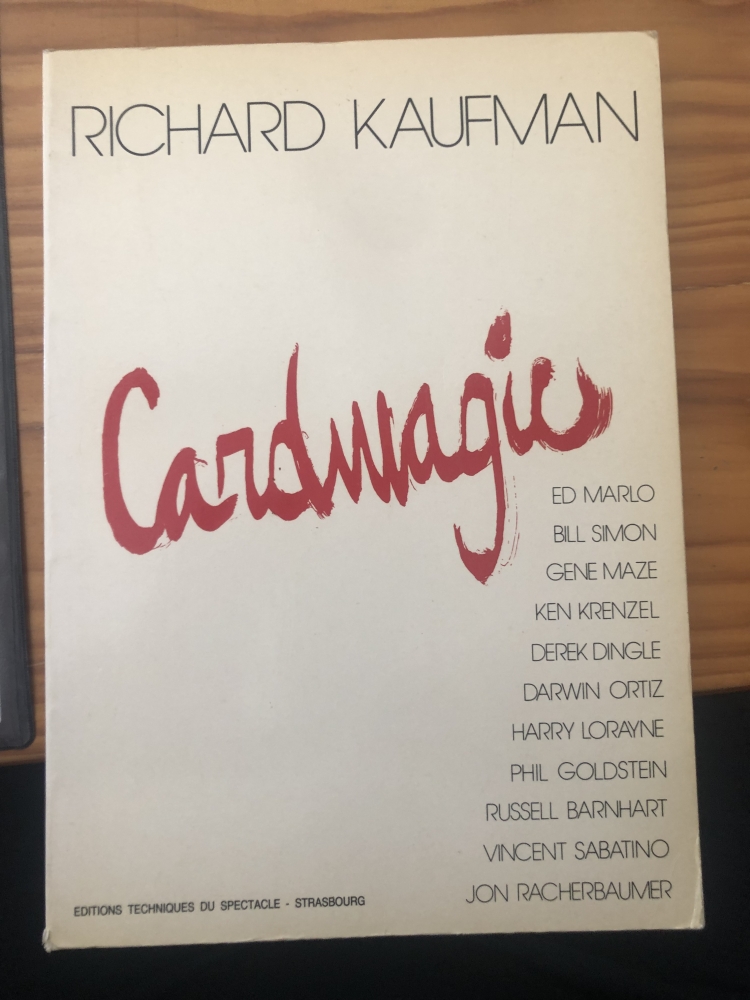 RICHARD KAUFMAN
Cardmagic
ED MARLO
BILL SIMON
GENE MAZE
KEN KRENZEL
DEREK DINGLE
DARWIN ORTIZ
HARRY LORAYNE
PHIL GOLDSTEIN
RUSSELL BARNHART
VINCENT SABATINO
JON RACHERBAUMER
EDITIONS TECHNIQUES DU SPECTACLE - STRASBOURG